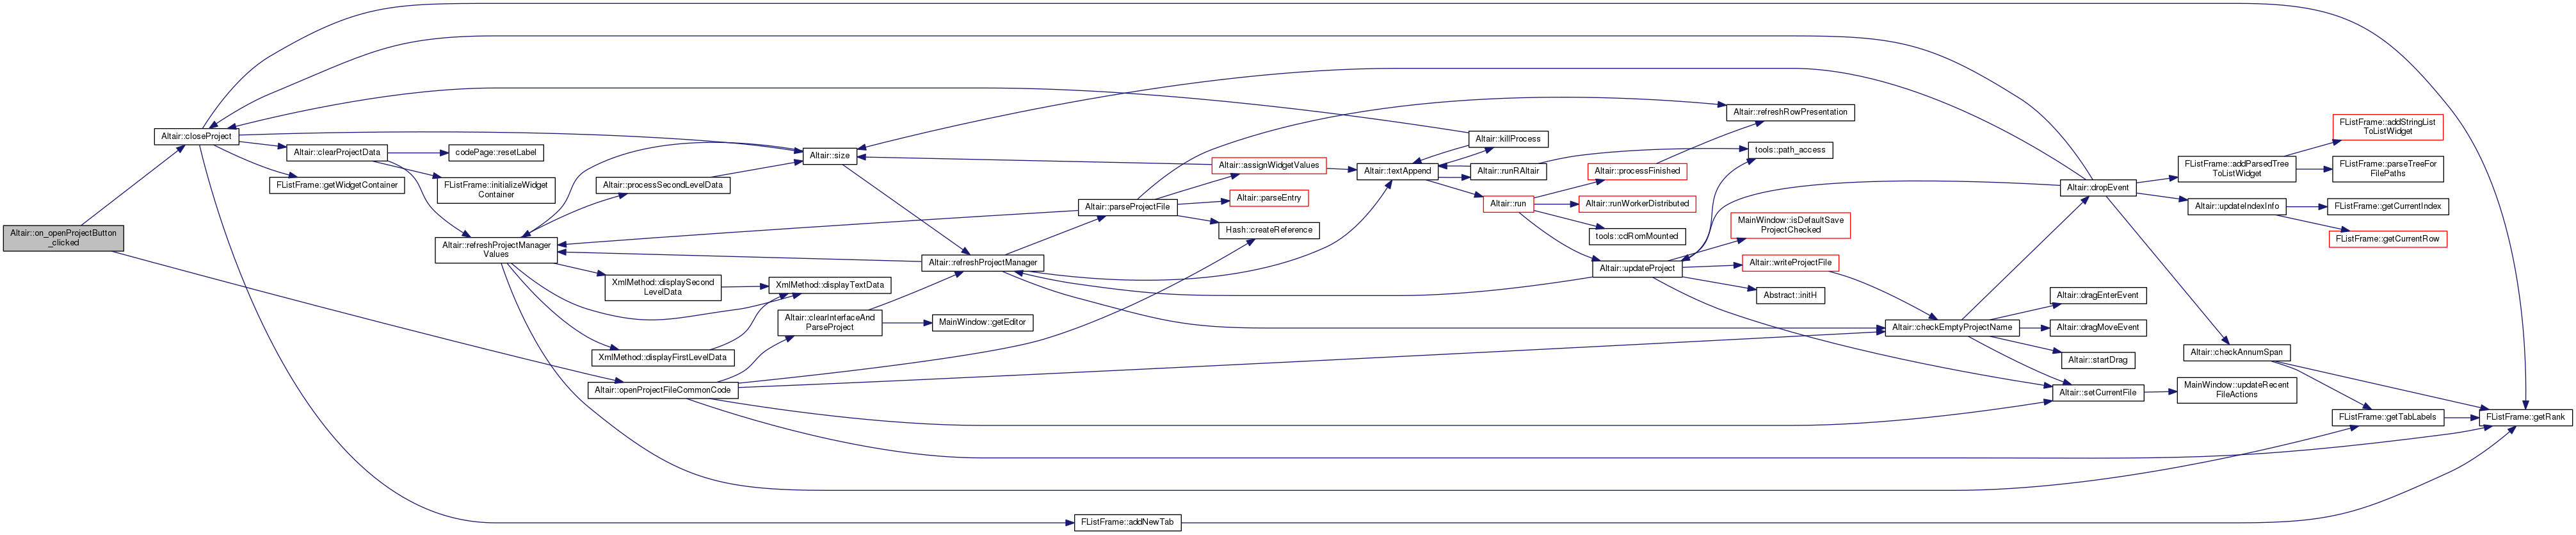 Altair::on_openProjectButton
_clicked
Altair::closeProject
Altair::clearProjectData
FListFrame::getWidgetContainer
codePage::resetLabel
FListFrame::initializeWidget
Container
Altair::refreshProjectManager
Values
Altair::processSecondLevelData
XmlMethod::displaySecond
LevelData
XmlMethod::displayFirstLevelData
Altair::openProjectFileCommonCode
Altair::size
XmlMethod::displayTextData
Altair::clearInterfaceAnd
ParseProject
Altair::refreshProjectManager
MainWindow::getEditor
Altair::parseProjectFile
FListFrame::addNewTab
Altair::assignWidgetValues
Altair::parseEntry
Hash::createReference
Altair::textAppend
Altair::killProcess
Altair::runRAltair
Altair::run
Altair::processFinished
Altair::runWorkerDistributed
tools::cdRomMounted
Altair::updateProject
Altair::refreshRowPresentation
tools::path_access
MainWindow::isDefaultSave
ProjectChecked
Altair::writeProjectFile
Abstract::initH
Altair::checkEmptyProjectName
Altair::dropEvent
Altair::dragEnterEvent
Altair::dragMoveEvent
Altair::startDrag
Altair::setCurrentFile
FListFrame::addParsedTree
ToListWidget
Altair::updateIndexInfo
Altair::checkAnnumSpan
MainWindow::updateRecent
FileActions
FListFrame::addStringList
ToListWidget
FListFrame::parseTreeFor
FilePaths
FListFrame::getCurrentIndex
FListFrame::getCurrentRow
FListFrame::getTabLabels
FListFrame::getRank